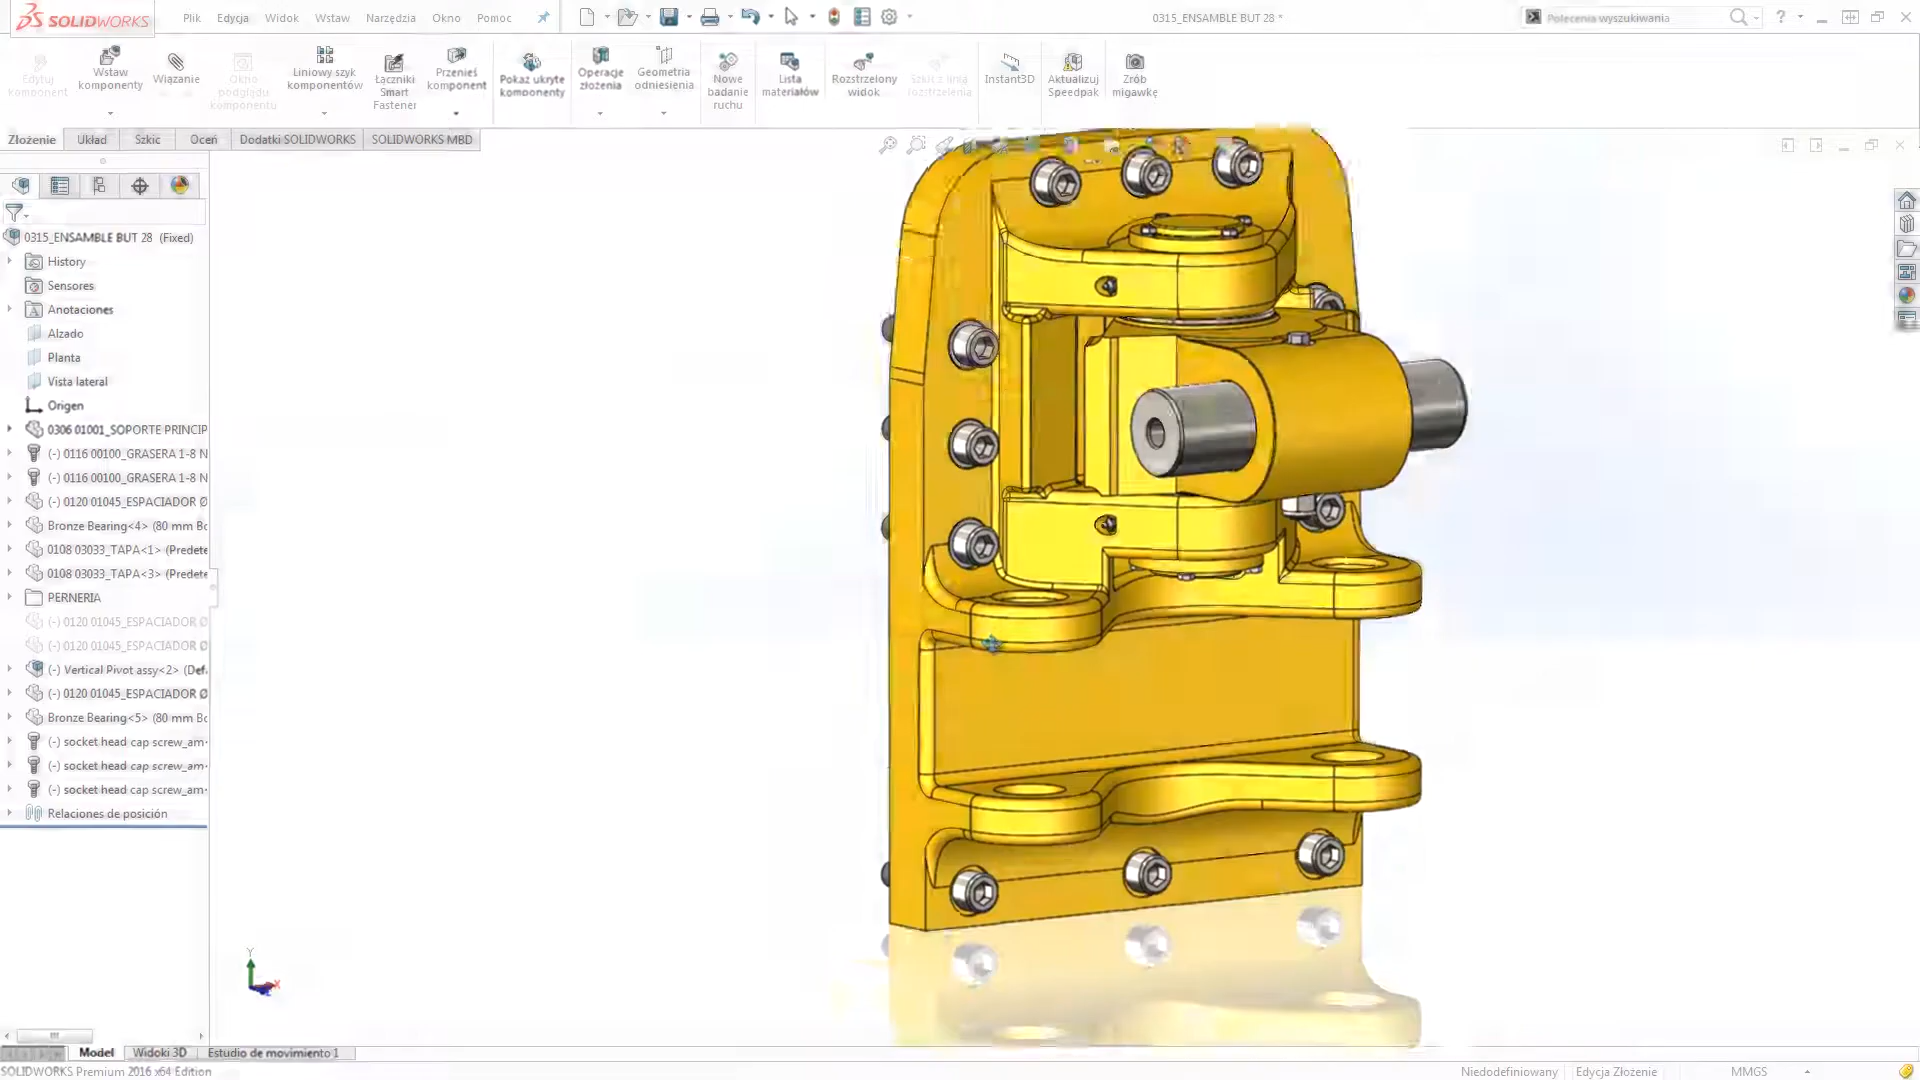 SOLIDWORKS
Plik Edycja Widok Wstaw Narzędzia Okno Pomoc
0315_ENSAMBLE BUT 28 *
Polecenia wyszukiwania
Edytuj komponent
Wstaw komponenty
Wiązanie
Okno podglądu komponentu
Liniowy szyk komponentów
Łączniki Smart Fastener
Przenieś komponent
Pokaż ukryte komponenty
Operacje złożenia
Geometria odniesienia
Nowe badanie ruchu
Lista materiałów
Rozstrzelony widok
Szkic z linią rozstrzelenia
Instant3D
Aktualizuj Speedpak
Zrób migawkę
Złożenie Układ Szkic Oceń Dodatki SOLIDWORKS SOLIDWORKS MBD
0315_ENSAMBLE BUT 28 (Fixed)
History
Sensores
Anotaciones
Alzado
Planta
Vista lateral
Origen
0306 01001_SOPORTE PRINCIP
(-) 0116 00100_GRASERA 1-8 N
(-) 0116 00100_GRASERA 1-8 N
(-) 0120 01045_ESPACIADOR Ø
Bronze Bearing<4> (80 mm Bo
0108 03033_TAPA<1> (Predete
0108 03033_TAPA<3> (Predete
PERNERIA
(-) 0120 01045_ESPACIADOR Ø
(-) 0120 01045_ESPACIADOR Ø
(-) Vertical Pivot assy<2> (Def
(-) 0120 01045_ESPACIADOR Ø
Bronze Bearing<5> (80 mm Bo
(-) socket head cap screw_am
(-) socket head cap screw_am
(-) socket head cap screw_am
Relaciones de posición
Y
X
Model Widoki 3D Estudio de movimiento 1
SOLIDWORKS Premium 2016 x64 Edition
Niedodefiniowany Edycja Złożenie MMGS